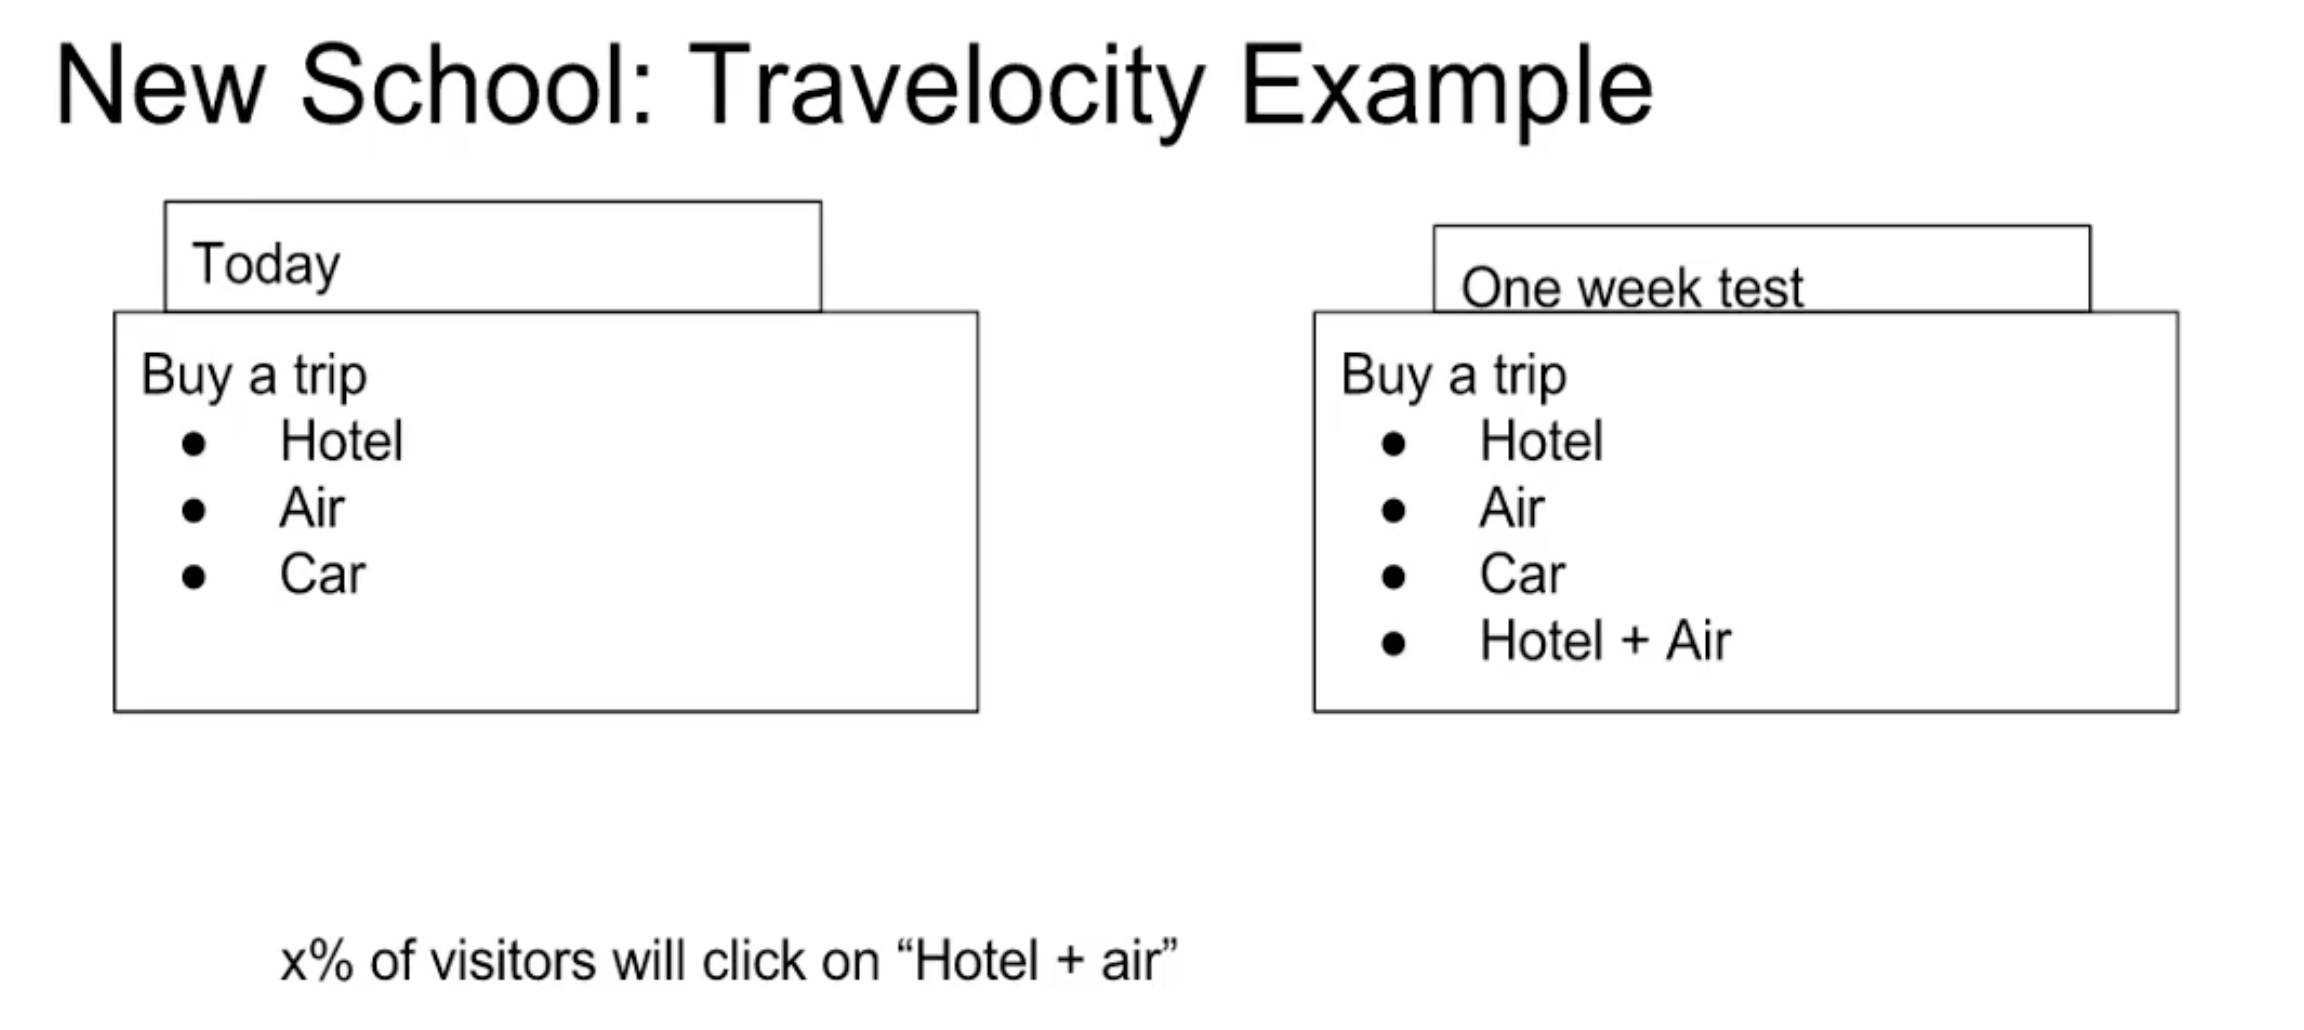 New School: Travelocity Example
Today
Buy a trip
● Hotel
● Air
● Car
One week test
Buy a trip
● Hotel
● Air
● Car
● Hotel + Air
x% of visitors will click on “Hotel + air”